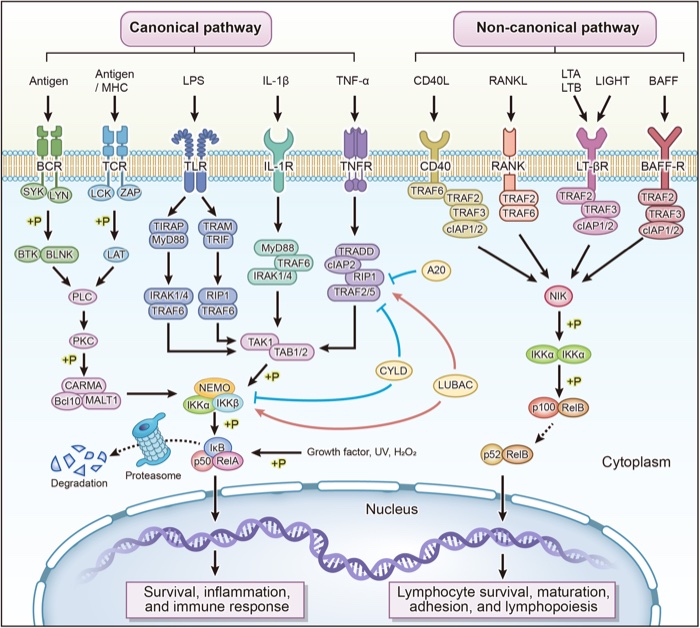 Canonical pathway
Non-canonical pathway
Antigen
Antigen
/ MHC
LPS
IL-1β
TNF-α
CD40L
RANKL
LTA
LTB
LIGHT
BAFF
BCR
TCR
TLR
IL-1R
TNFR
CD40
RANK
LT-βR
BAFF-R
SYK
LYN
LCK
ZAP
TRAF6
TRAF2
TRAF3
cIAP1/2
TRAF2
TRAF6
TRAF2
TRAF3
cIAP1/2
TRAF2
TRAF3
cIAP1/2
+P
+P
TIRAP
MyD88
TRAM
TRIF
BTK
BLNK
LAT
MyD88
TRAF6
IRAK1/4
TRADD
cIAP2
RIP1
TRAF2/5
A20
PLC
IRAK1/4
TRAF6
RIP1
TRAF6
NIK
PKC
TAK1
TAB1/2
+P
+P
IKKα
IKKα
+P
CYLD
LUBAC
+P
CARMA
Bcl10
MALT1
NEMO
IKKα
IKKβ
p100
RelB
+P
IκB
p50
RelA
Growth factor, UV, H₂O₂
+P
p52
RelB
Degradation
Proteasome
Cytoplasm
Nucleus
Survival, inflammation,
and immune response
Lymphocyte survival, maturation,
adhesion, and lymphopoiesis